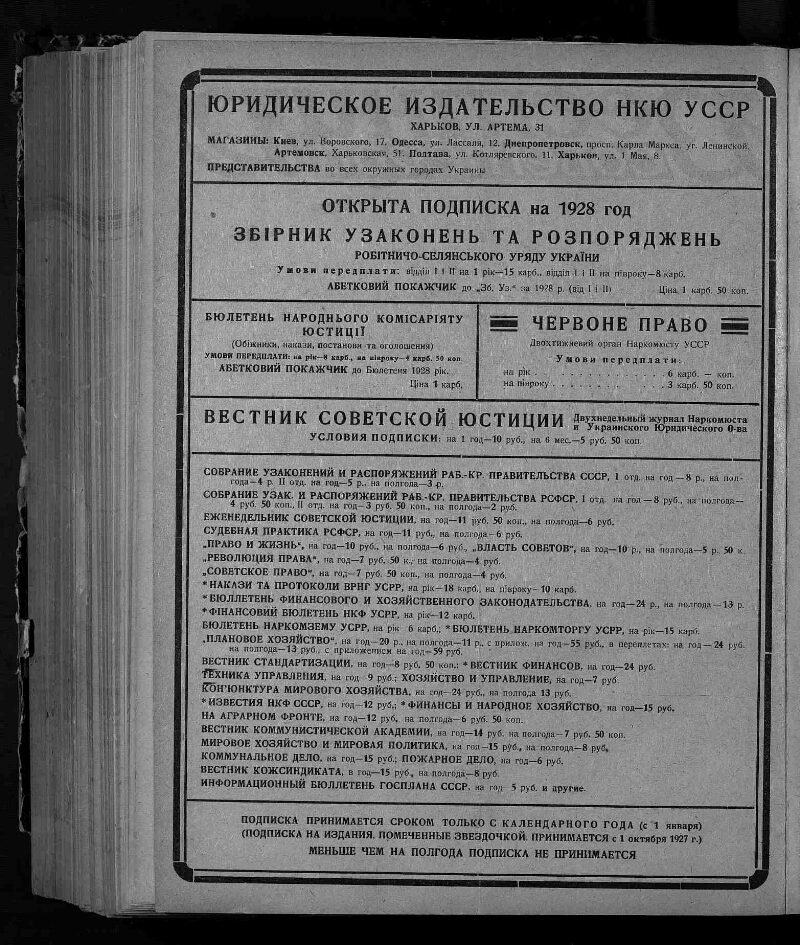 ЮРИДИЧЕСКОЕ ИЗДАТЕЛЬСТВО НКЮ УССР
ХАРЬКОВ, УЛ. АРТЕМА, 31
МАГАЗИНЫ: Киев, ул. Воровского, 17, Одесса, ул. Лассаля, 12. Днепропетровск, просп. Карла Маркса, уг. Ленинской,
Артемовск, Харьковская, 51. Полтава, ул. Котляревского, 11. Харьков, ул. 1 Мая, 8.
ПРЕДСТАВИТЕЛЬСТВА во всех окружных городах Украины
ОТКРЫТА ПОДПИСКА на 1928 год
ЗБІРНИК УЗАКОНЕНЬ ТА РОЗПОРЯДЖЕНЬ
РОБІТНИЧО-СЕЛЯНСЬКОГО УРЯДУ УКРАЇНИ
Умови передплати: відділ І і ІІ на 1 рік—15 карб., відділ І і ІІ на півроку—8 карб.
АБЕТКОВИЙ ПОКАЖЧИК до „Зб. Уз.“ за 1928 р. (від І і ІІ) Ціна 1 карб. 50 коп.
БЮЛЕТЕНЬ НАРОДНЬОГО КОМІСАРІЯТУ
ЮСТИЦІЇ
(Обіжники, накази, постанови та оголошення)
УМОВИ ПЕРЕДПЛАТИ: на рік—8 карб., на півроку—4 карб. 50 коп.
АБЕТКОВИЙ ПОКАЖЧИК до Бюлетеня 1928 рік.
Ціна 1 карб.
ЧЕРВОНЕ ПРАВО
Двохтижневий орган Наркомюсту УСРР
Умови передплати:
на рік . . . . . . . . . . . . . 6 карб. — коп.
на півроку . . . . . . . . . . . 3 карб. 50 коп.
ВЕСТНИК СОВЕТСКОЙ ЮСТИЦИИ Двухнедельный журнал Наркомюста
и Украинского Юридического О-ва
УСЛОВИЯ ПОДПИСКИ: на 1 год—10 руб., на 6 мес.—5 руб. 50 коп.
СОБРАНИЕ УЗАКОНЕНИЙ И РАСПОРЯЖЕНИЙ РАБ.-КР. ПРАВИТЕЛЬСТВА СССР, I отд. на год—8 р., на пол-
года—4 р. II отд. на год—5 р., на полгода—3 р.
СОБРАНИЕ УЗАК. И РАСПОРЯЖЕНИЙ РАБ.-КР. ПРАВИТЕЛЬСТВА РСФСР, I отд. на год—8 руб., на полгода—
4 руб. 50 коп., II отд. на год—3 руб. 50 коп., на полгода—2 руб.
ЕЖЕНЕДЕЛЬНИК СОВЕТСКОЙ ЮСТИЦИИ, на год—11 руб. 50 коп., на полгода—6 руб.
СУДЕБНАЯ ПРАКТИКА РСФСР, на год—11 руб., на полгода—6 руб.
„ПРАВО И ЖИЗНЬ“, на год—10 руб., на полгода—6 руб., „ВЛАСТЬ СОВЕТОВ“, на год—10 р., на полгода—5 р. 50 к.
„РЕВОЛЮЦИЯ ПРАВА“, на год—7 руб. 50 к., на полгода—4 руб.
„СОВЕТСКОЕ ПРАВО“, на год—7 руб. 50 коп., на полгода—4 руб.
*НАКАЗИ ТА ПРОТОКОЛИ ВРНГ УСРР, на рік—18 карб., на півроку—10 карб.
*БЮЛЛЕТЕНЬ ФИНАНСОВОГО И ХОЗЯЙСТВЕННОГО ЗАКОНОДАТЕЛЬСТВА, на год—24 р., на полгода—13 р.
*ФІНАНСОВИЙ БЮЛЕТЕНЬ НКФ УСРР, на рік—12 карб.
БЮЛЕТЕНЬ НАРКОМЗЕМУ УСРР, на рік 6 карб.; *БЮЛЕТЕНЬ НАРКОМТОРГУ УСРР, на рік—15 карб.
„ПЛАНОВОЕ ХОЗЯЙСТВО“, на год—20 р., на полгода—11 р., с прилож. на год—55 руб., в переплетах: на год—24 руб.
на полгода—13 руб., с приложением на год—59 руб.
ВЕСТНИК СТАНДАРТИЗАЦИИ, на год—8 руб. 50 коп.; *ВЕСТНИК ФИНАНСОВ, на год—24 руб.
ТЕХНИКА УПРАВЛЕНИЯ, на год 9 руб.; ХОЗЯЙСТВО И УПРАВЛЕНИЕ, на год—7 руб
КОН'ЮНКТУРА МИРОВОГО ХОЗЯЙСТВА, на год—24 руб., на полгода 13 руб.
*ИЗВЕСТИЯ НКФ СССР, на год—12 руб.; *ФИНАНСЫ И НАРОДНОЕ ХОЗЯЙСТВО, на год—15 руб.
НА АГРАРНОМ ФРОНТЕ, на год—12 руб., на полгода—6 руб. 50 коп.
ВЕСТНИК КОММУНИСТИЧЕСКОЙ АКАДЕМИИ, на год—14 руб. на полгода—7 руб. 50 коп.
МИРОВОЕ ХОЗЯЙСТВО И МИРОВАЯ ПОЛИТИКА, на год—15 руб., на полгода—8 руб,
КОММУНАЛЬНОЕ ДЕЛО, на год—15 руб.; ПОЖАРНОЕ ДЕЛО, на год—6 руб.
ВЕСТНИК КОЖСИНДИКАТА, в год—15 руб., на полгода—8 руб.
ИНФОРМАЦИОННЫЙ БЮЛЛЕТЕНЬ ГОСПЛАНА СССР, на год 5 руб. и другие.
ПОДПИСКА ПРИНИМАЕТСЯ СРОКОМ ТОЛЬКО С КАЛЕНДАРНОГО ГОДА (с 1 января)
(ПОДПИСКА НА ИЗДАНИЯ, ПОМЕЧЕННЫЕ ЗВЕЗДОЧКОЙ, ПРИНИМАЕТСЯ с 1 октября 1927 г.)
МЕНЬШЕ ЧЕМ НА ПОЛГОДА ПОДПИСКА НЕ ПРИНИМАЕТСЯ